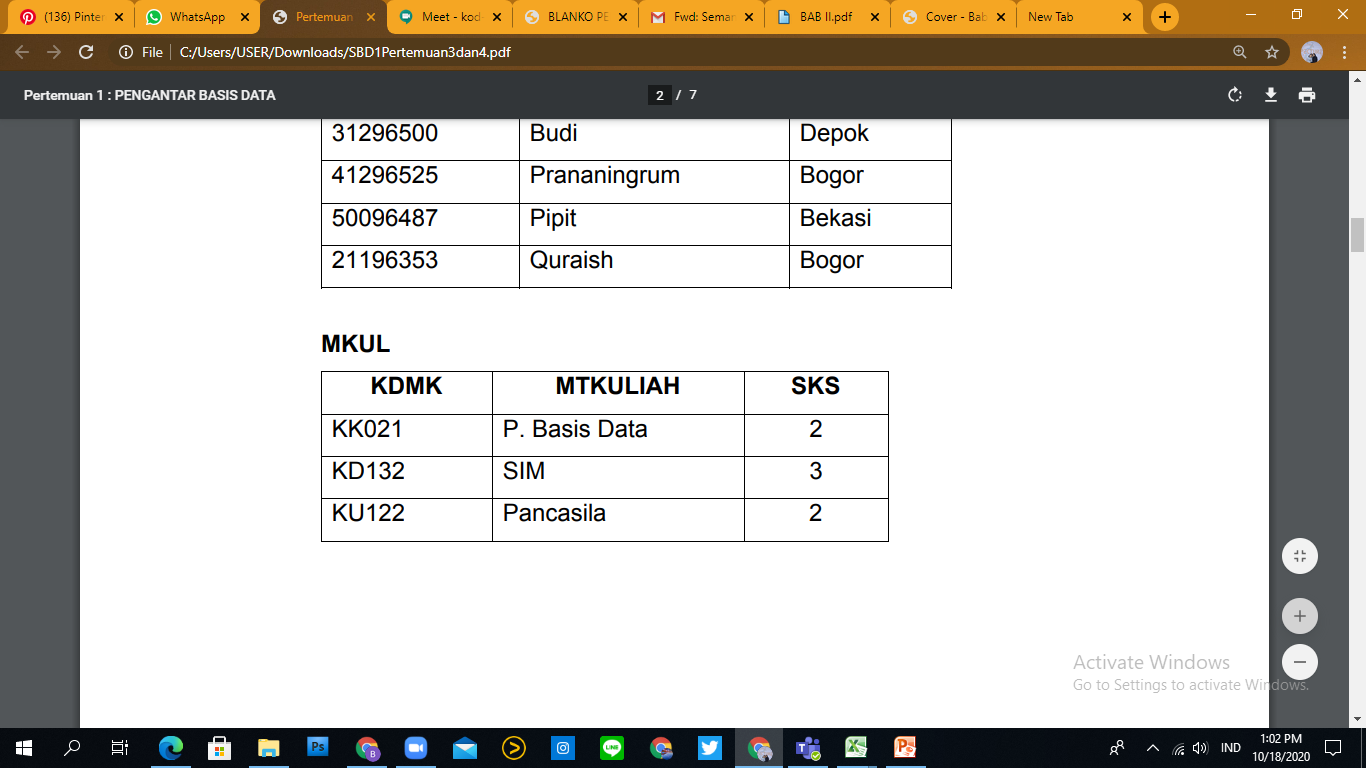 (136) Pinter
WhatsApp
Pertemuan
Meet - kod
BLANKO PE
Fwd: Semar
BAB II.pdf
Cover - Bab
New Tab
File | C:/Users/USER/Downloads/SBD1Pertemuan3dan4.pdf
Pertemuan 1 : PENGANTAR BASIS DATA
2 / 7
31296500 Budi Depok
41296525 Prananingrum Bogor
50096487 Pipit Bekasi
21196353 Quraish Bogor
MKUL
KDMK MTKULIAH SKS
KK021 P. Basis Data 2
KD132 SIM 3
KU122 Pancasila 2
Activate Windows
Go to Settings to activate Windows.
Ps
B
LINE
IND
1:02 PM
10/18/2020